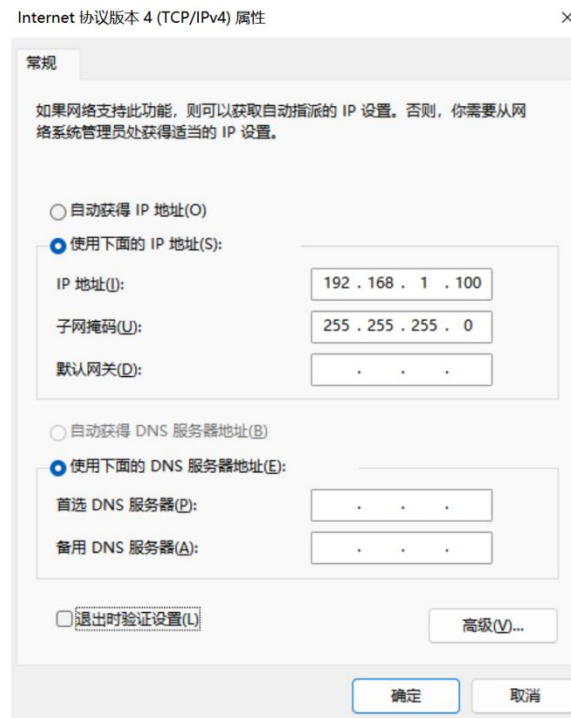 Internet 协议版本 4 (TCP/IPv4) 属性
常规
如果网络支持此功能，则可以获取自动指派的 IP 设置。否则，你需要从网
络系统管理员处获得适当的 IP 设置。
自动获得 IP 地址(O)
使用下面的 IP 地址(S):
IP 地址(I): 192 . 168 . 1 . 100
子网掩码(U): 255 . 255 . 255 . 0
默认网关(D): . . .
自动获得 DNS 服务器地址(B)
使用下面的 DNS 服务器地址(E):
首选 DNS 服务器(P): . . .
备用 DNS 服务器(A): . . .
退出时验证设置(L)
高级(V)...
确定 取消